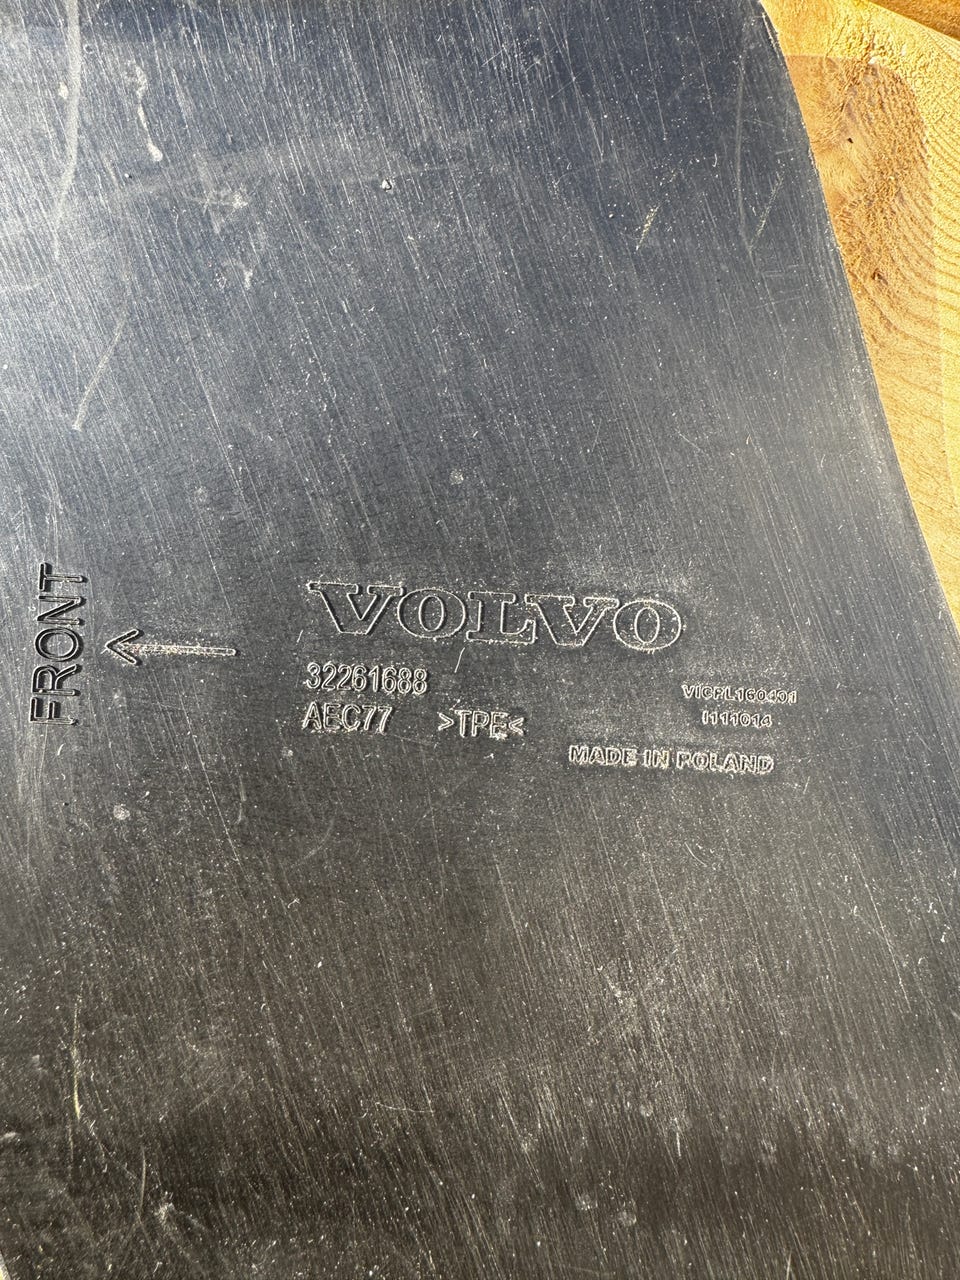 FRONT
VOLVO
32261688
AEC77 >TPE<
VICPL160401
I111014
MADE IN POLAND